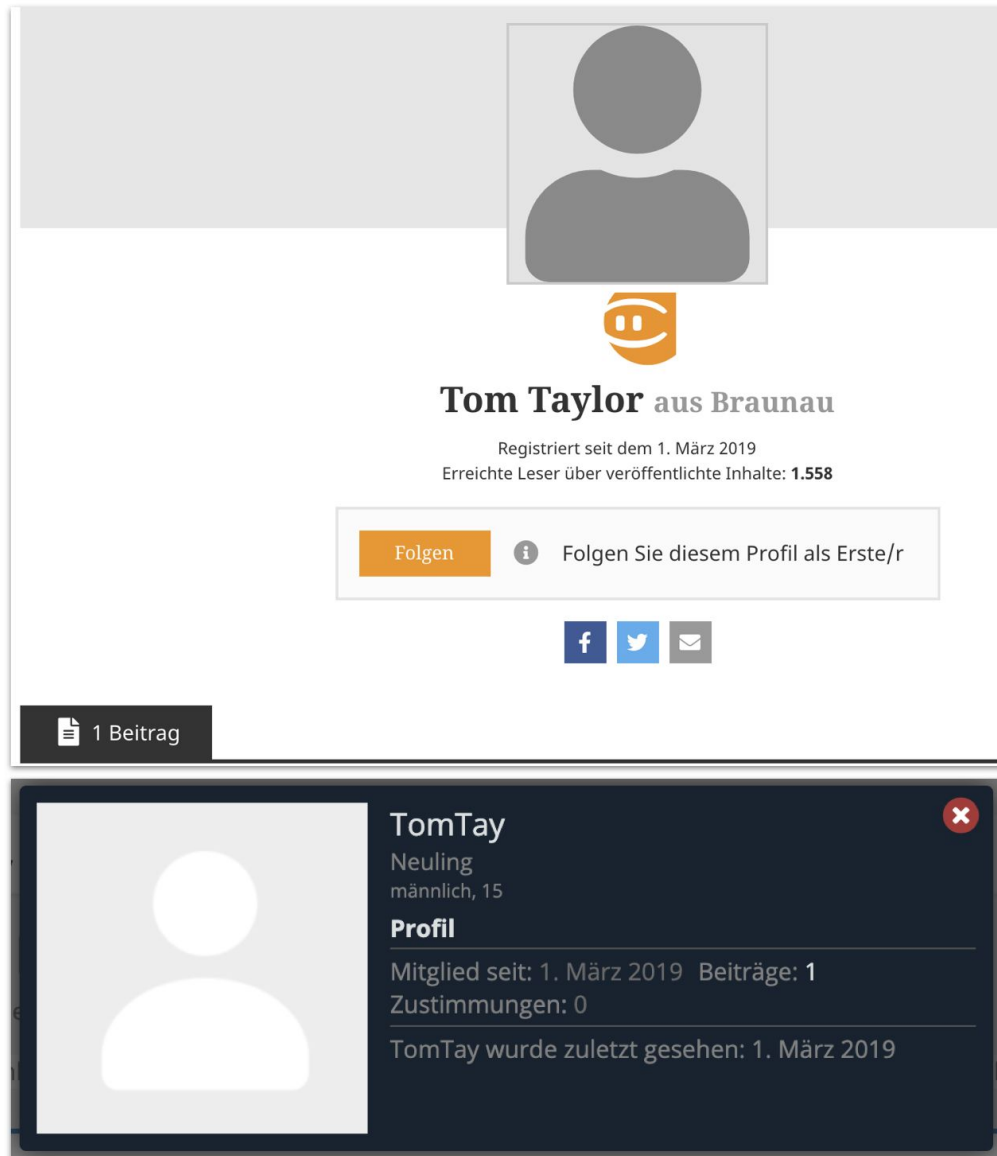 Tom Taylor aus Braunau
Registriert seit dem 1. März 2019
Erreichte Leser über veröffentlichte Inhalte: 1.558
Folgen Folgen Sie diesem Profil als Erste/r
1 Beitrag
TomTay
Neuling
männlich, 15
Profil
Mitglied seit: 1. März 2019 Beiträge: 1
Zustimmungen: 0
TomTay wurde zuletzt gesehen: 1. März 2019